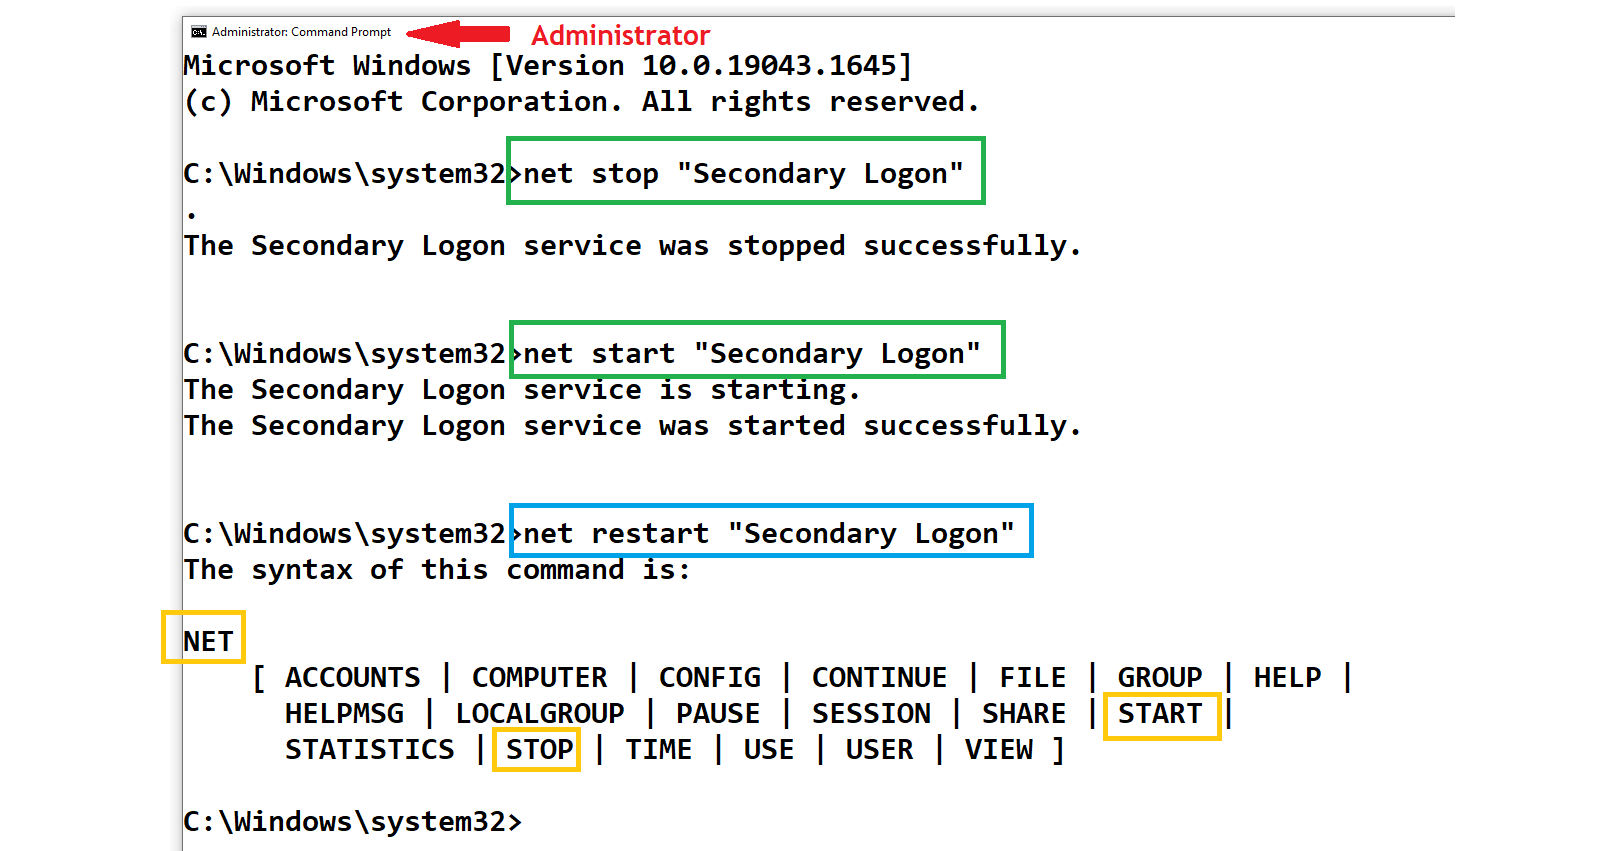 Administrator: Command Prompt
Administrator
Microsoft Windows [Version 10.0.19043.1645]
(c) Microsoft Corporation. All rights reserved.
C:\Windows\system32>net stop "Secondary Logon"
.
The Secondary Logon service was stopped successfully.
C:\Windows\system32>net start "Secondary Logon"
The Secondary Logon service is starting.
The Secondary Logon service was started successfully.
C:\Windows\system32>net restart "Secondary Logon"
The syntax of this command is:
NET
[ ACCOUNTS | COMPUTER | CONFIG | CONTINUE | FILE | GROUP | HELP |
HELPMSG | LOCALGROUP | PAUSE | SESSION | SHARE | START |
STATISTICS | STOP | TIME | USE | USER | VIEW ]
C:\Windows\system32>